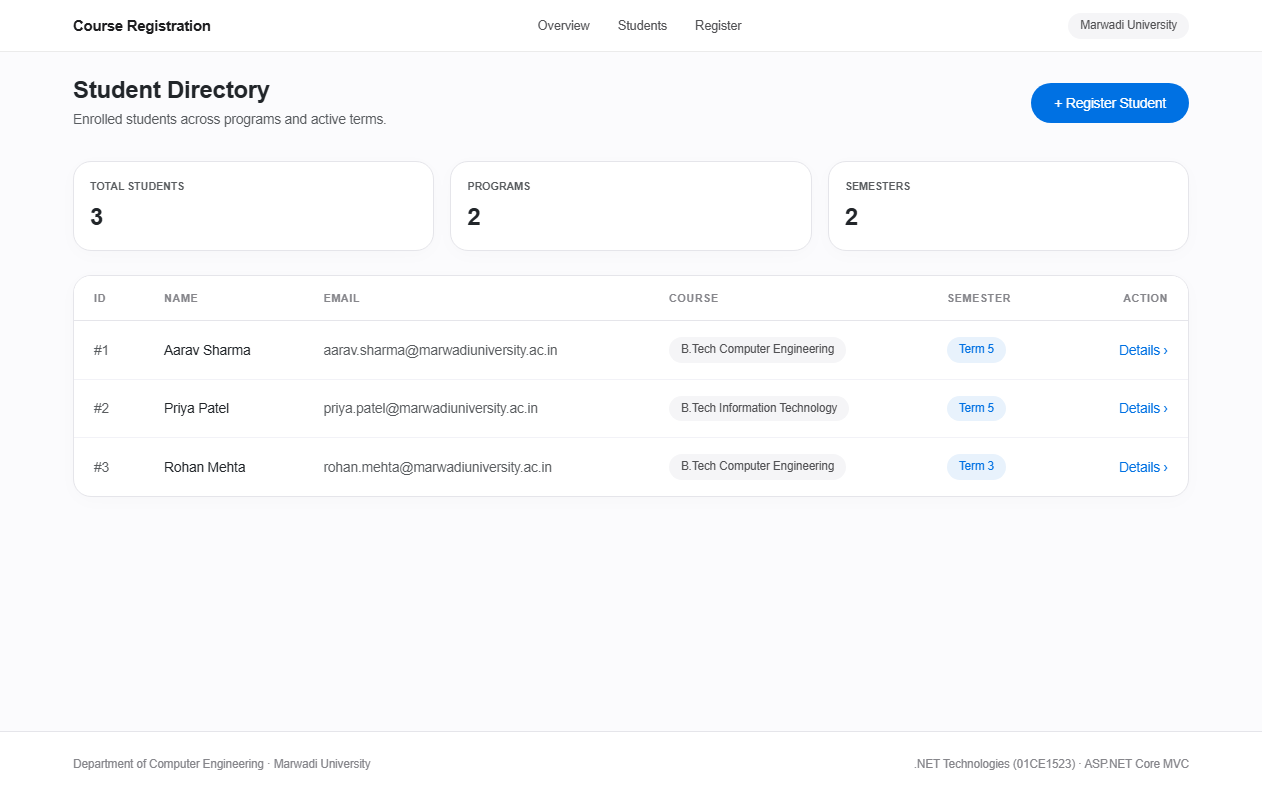 Course Registration Overview Students Register Marwadi University
Student Directory
Enrolled students across programs and active terms.
+ Register Student
TOTAL STUDENTS
3
PROGRAMS
2
SEMESTERS
2
ID NAME EMAIL COURSE SEMESTER ACTION
#1 Aarav Sharma aarav.sharma@marwadiuniversity.ac.in B.Tech Computer Engineering Term 5 Details ›
#2 Priya Patel priya.patel@marwadiuniversity.ac.in B.Tech Information Technology Term 5 Details ›
#3 Rohan Mehta rohan.mehta@marwadiuniversity.ac.in B.Tech Computer Engineering Term 3 Details ›
Department of Computer Engineering · Marwadi University .NET Technologies (01CE1523) · ASP.NET Core MVC